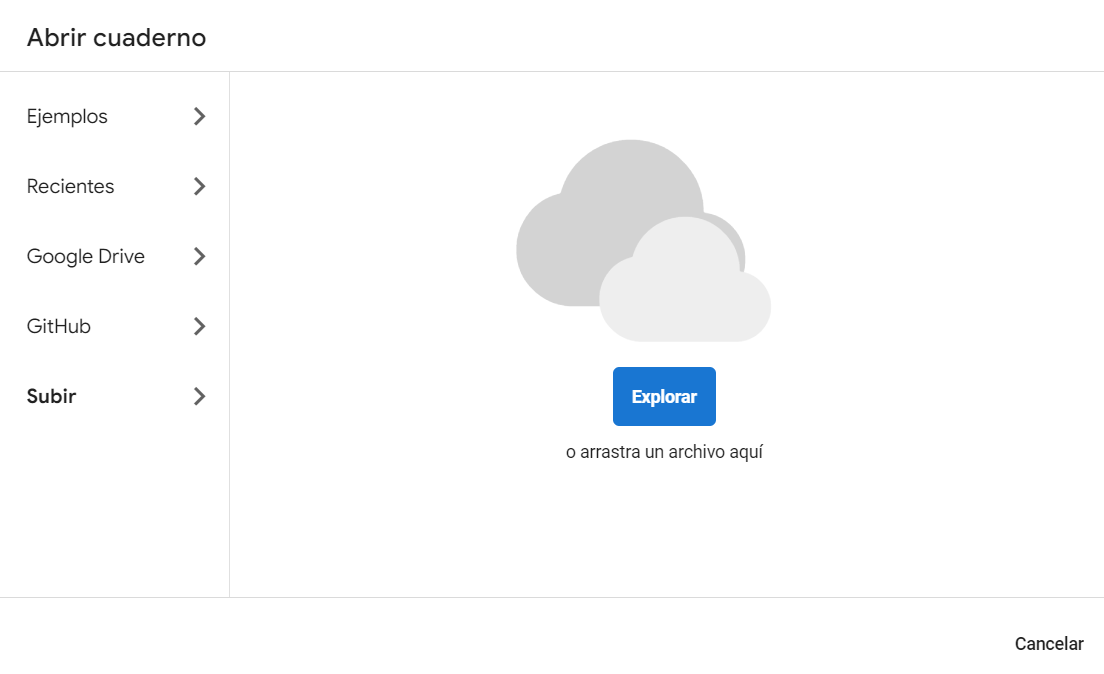 Abrir cuaderno
Ejemplos
Recientes
Google Drive
GitHub
Subir
Explorar
o arrastra un archivo aquí
Cancelar